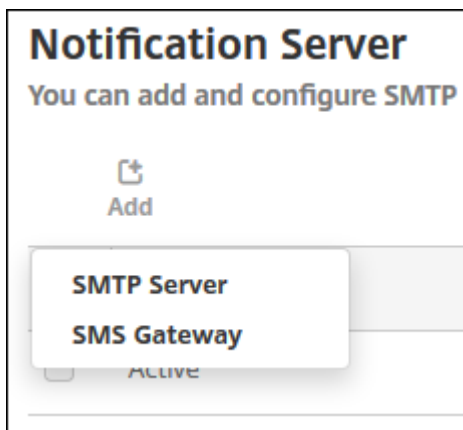 Notification Server
You can add and configure SMTP
Add
SMTP Server
SMS Gateway
Active